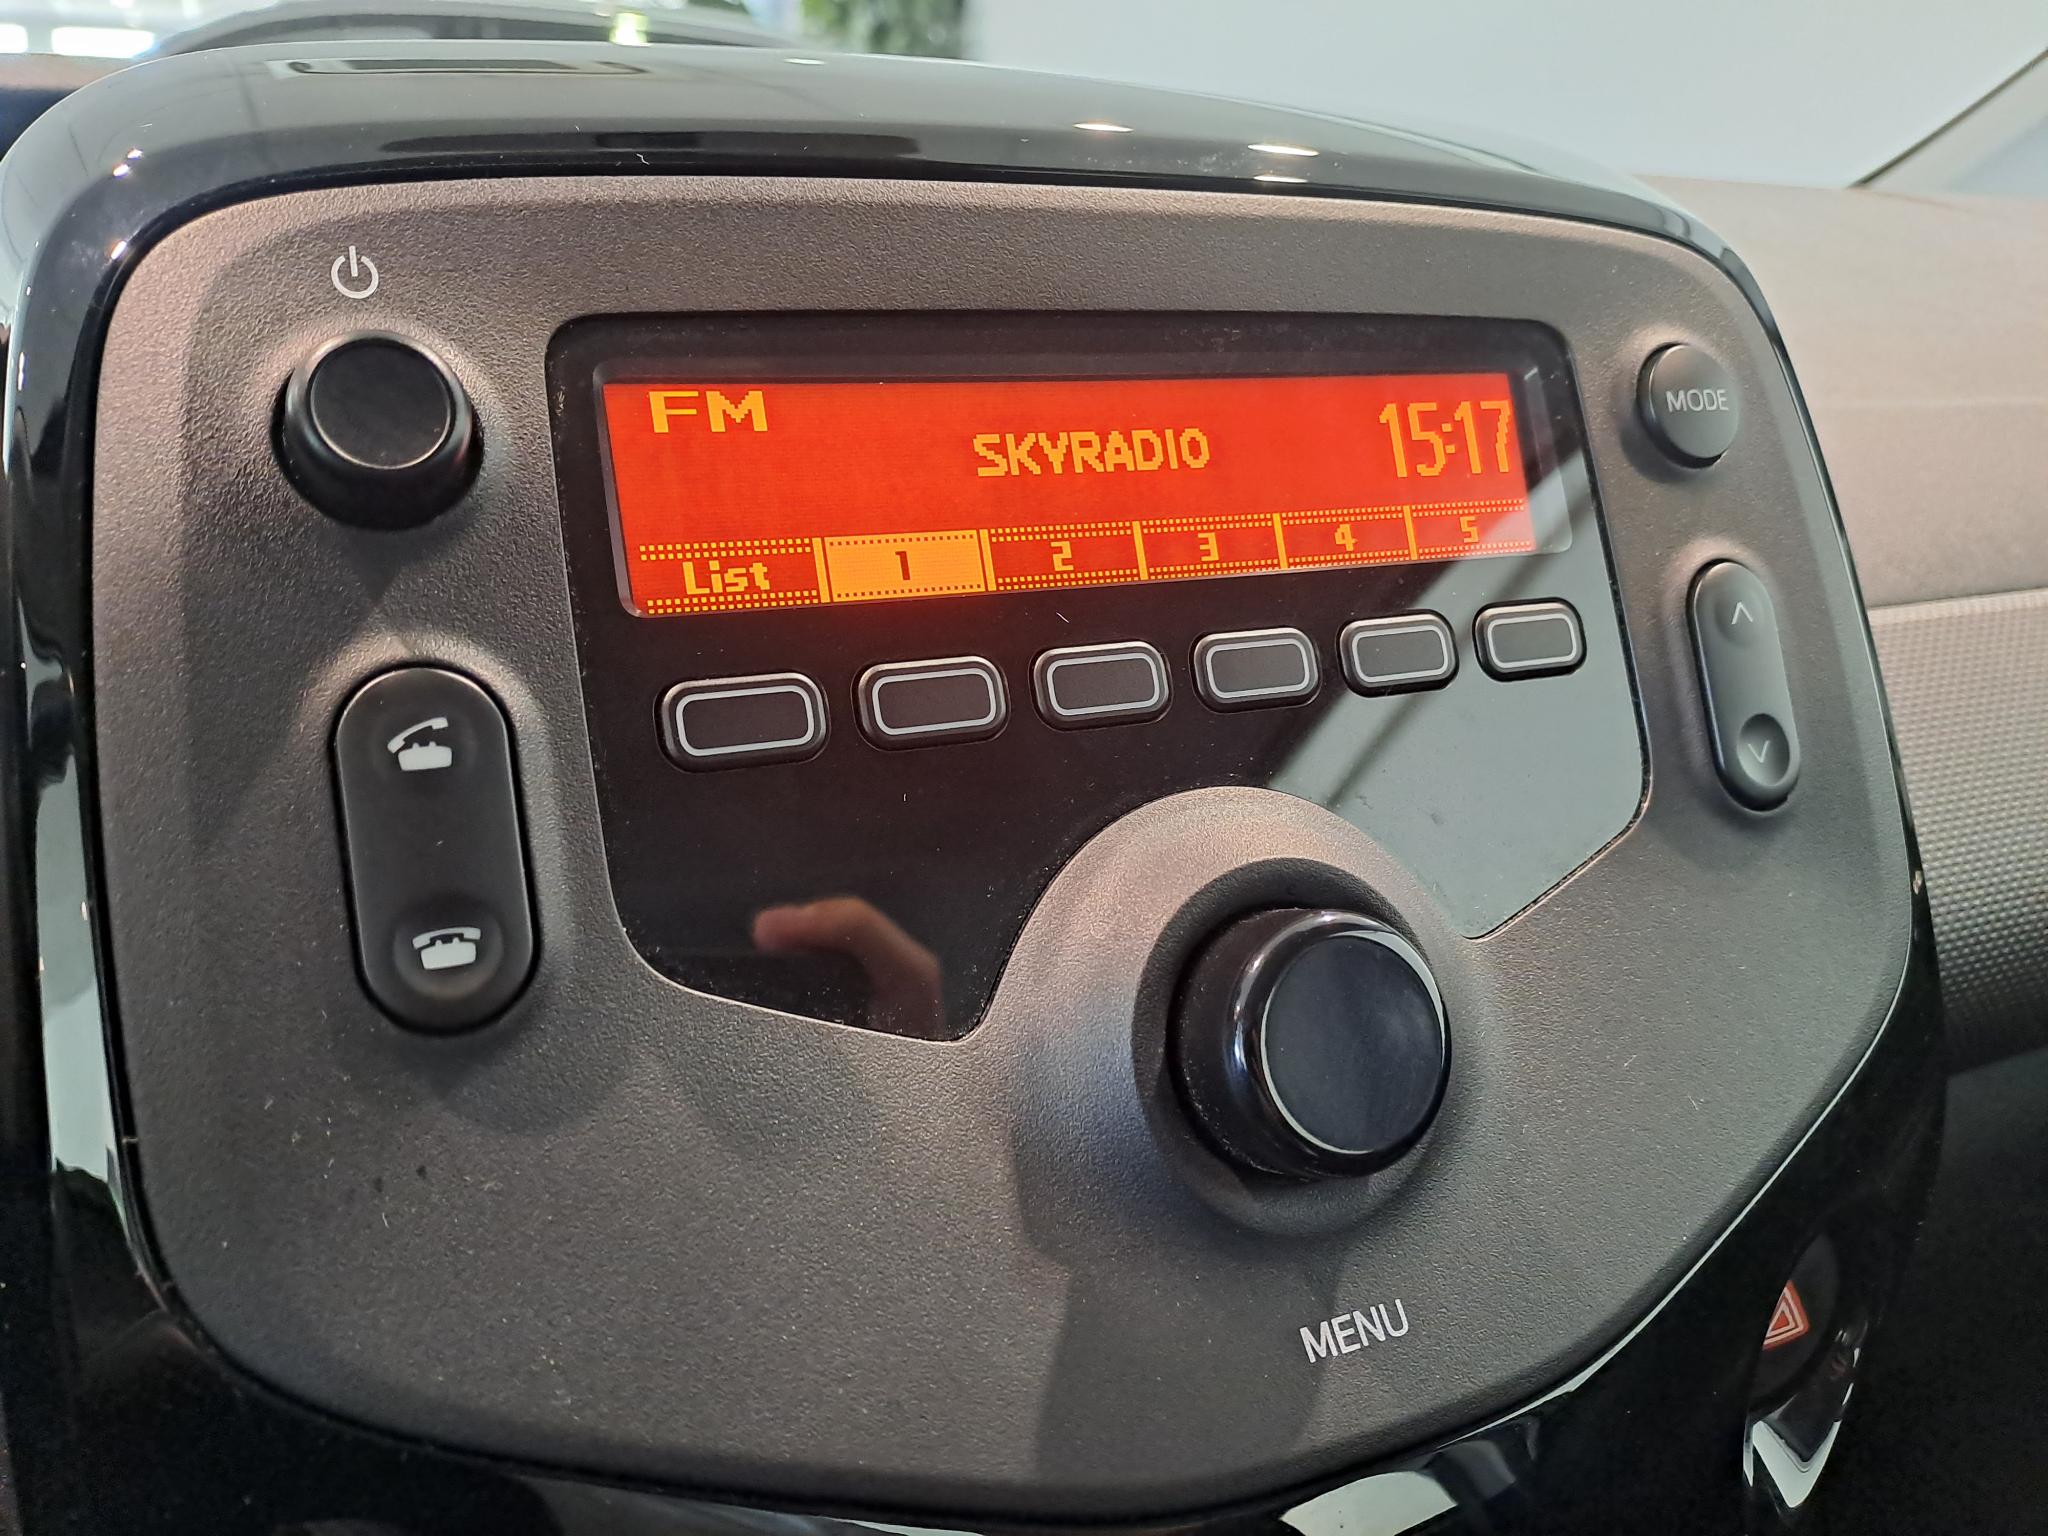 FM
SKYRADIO
15:17
MODE
List 1 2 3 4 5
MENU